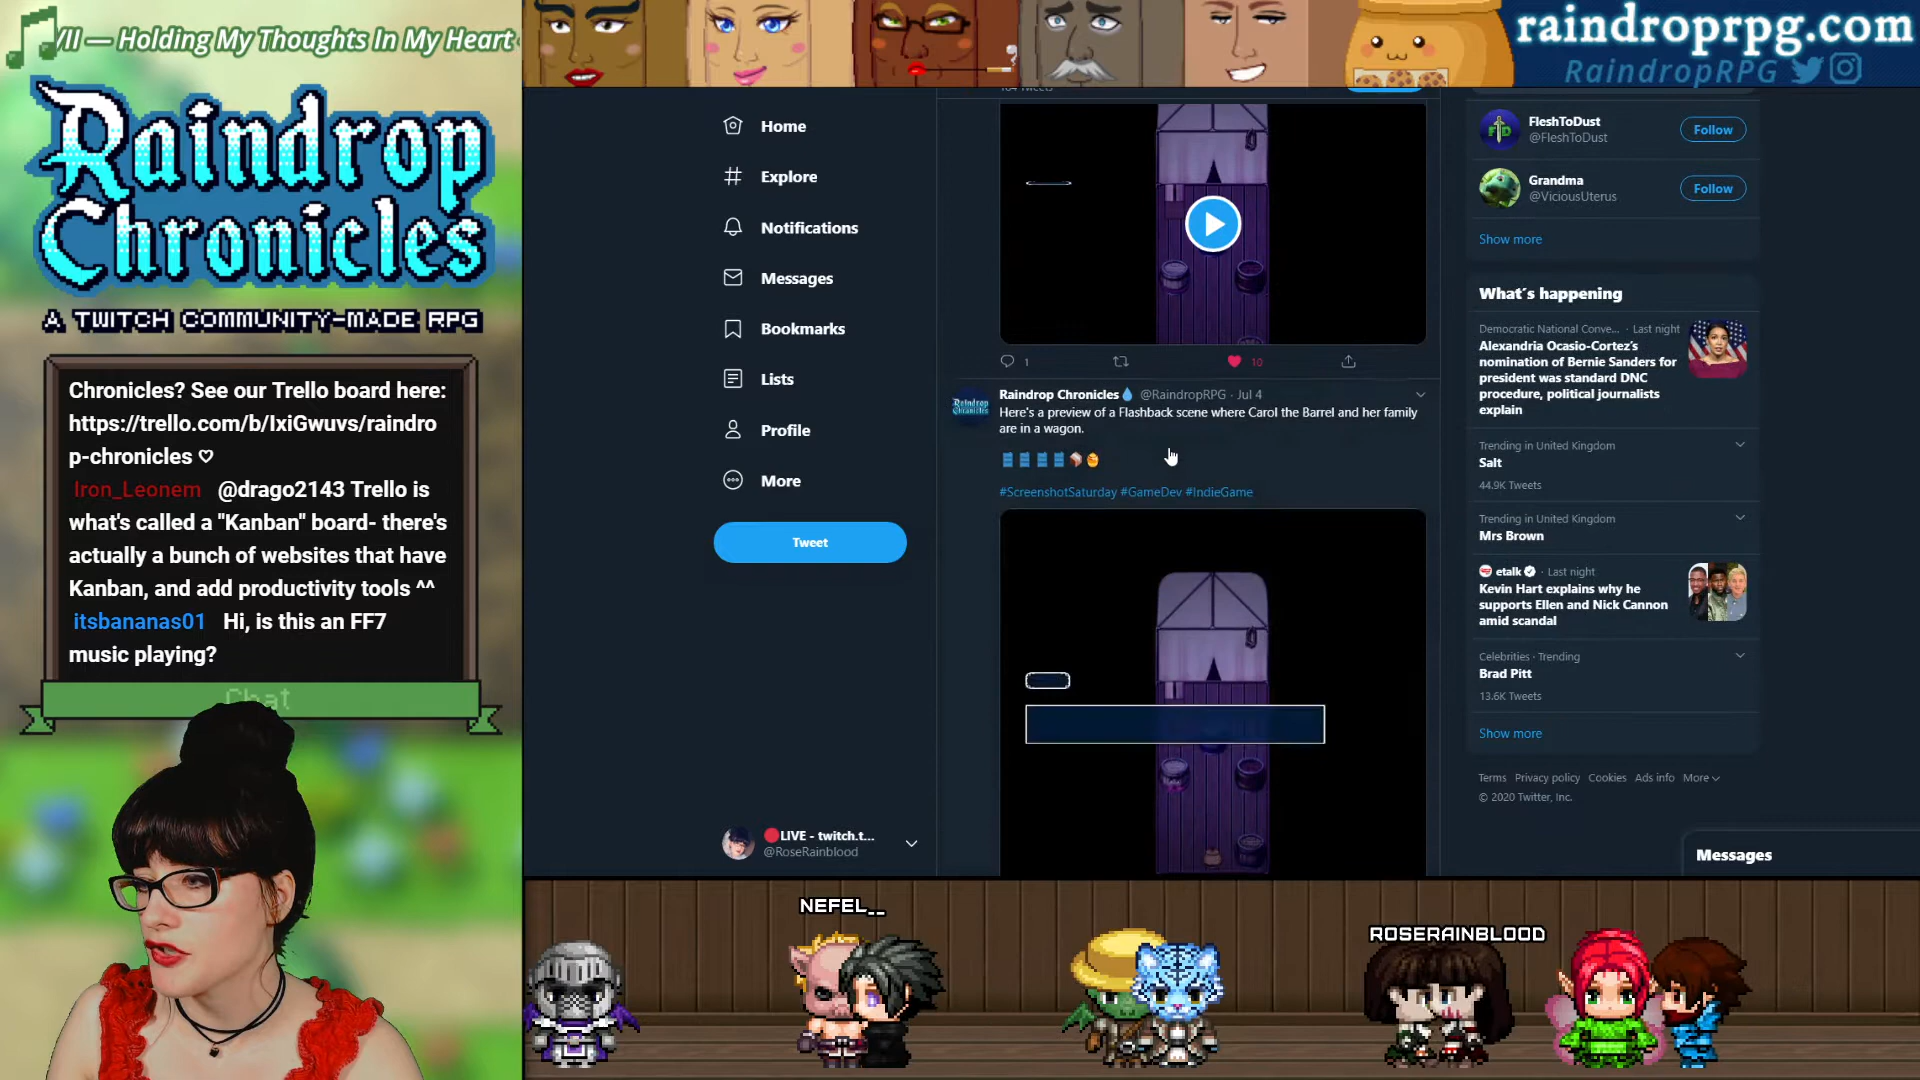 VII — Holding My Thoughts In My Heart
raindroprpg.com
RaindropRPG
Raindrop
Chronicles
A TWITCH COMMUNITY-MADE RPG
Chronicles? See our Trello board here:
https://trello.com/b/IxiGwuvs/raindro
p-chronicles ♡
Iron_Leonem @drago2143 Trello is
what's called a "Kanban" board- there's
actually a bunch of websites that have
Kanban, and add productivity tools ^^
itsbananas01 Hi, is this an FF7
music playing?
Chat
Home
Explore
Notifications
Messages
Bookmarks
Lists
Profile
More
Tweet
LIVE - twitch.t...
@RoseRainblood
1
10
Raindrop Chronicles💧 @RaindropRPG · Jul 4
Here's a preview of a Flashback scene where Carol the Barrel and her family
are in a wagon.
#ScreenshotSaturday #GameDev #IndieGame
FleshToDust
@FleshToDust
Follow
Grandma
@ViciousUterus
Follow
Show more
What's happening
Democratic National Conve... · Last night
Alexandria Ocasio-Cortez's
nomination of Bernie Sanders for
president was standard DNC
procedure, political journalists
explain
Trending in United Kingdom
Salt
44.9K Tweets
Trending in United Kingdom
Mrs Brown
etalk · Last night
Kevin Hart explains why he
supports Ellen and Nick Cannon
amid scandal
Celebrities · Trending
Brad Pitt
13.6K Tweets
Show more
Terms Privacy policy Cookies Ads info More
© 2020 Twitter, Inc.
Messages
NEFEL__
ROSERAINBLOOD